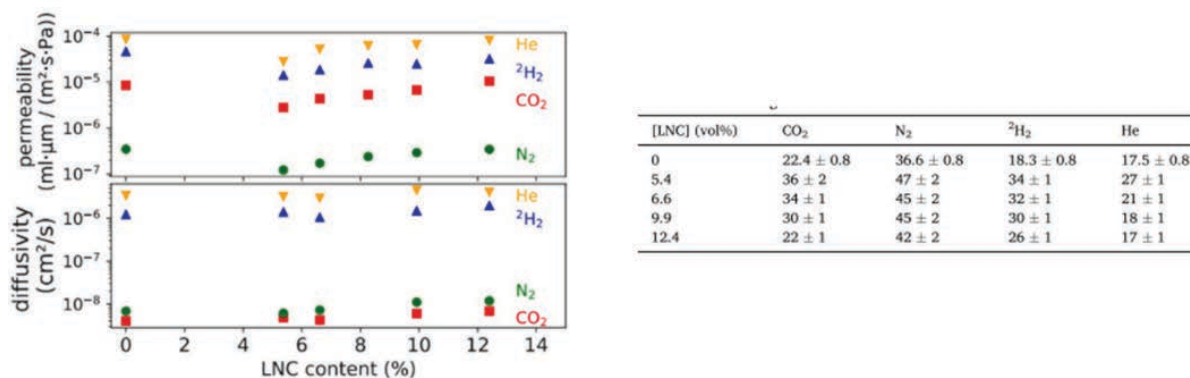 permeability
(ml·μm / (m²·s·Pa))
10⁻⁴
10⁻⁵
10⁻⁶
10⁻⁷
He
²H₂
CO₂
N₂
diffusivity
(cm²/s)
10⁻⁶
10⁻⁸
He
²H₂
N₂
CO₂
0 2 4 6 8 10 12 14
LNC content (%)
[LNC] (vol%) CO₂ N₂ ²H₂ He
0 22.4 ± 0.8 36.6 ± 0.8 18.3 ± 0.8 17.5 ± 0.8
5.4 36 ± 2 47 ± 2 34 ± 1 27 ± 1
6.6 34 ± 1 45 ± 2 32 ± 1 21 ± 1
9.9 30 ± 1 45 ± 2 30 ± 1 18 ± 1
12.4 22 ± 1 42 ± 2 26 ± 1 17 ± 1